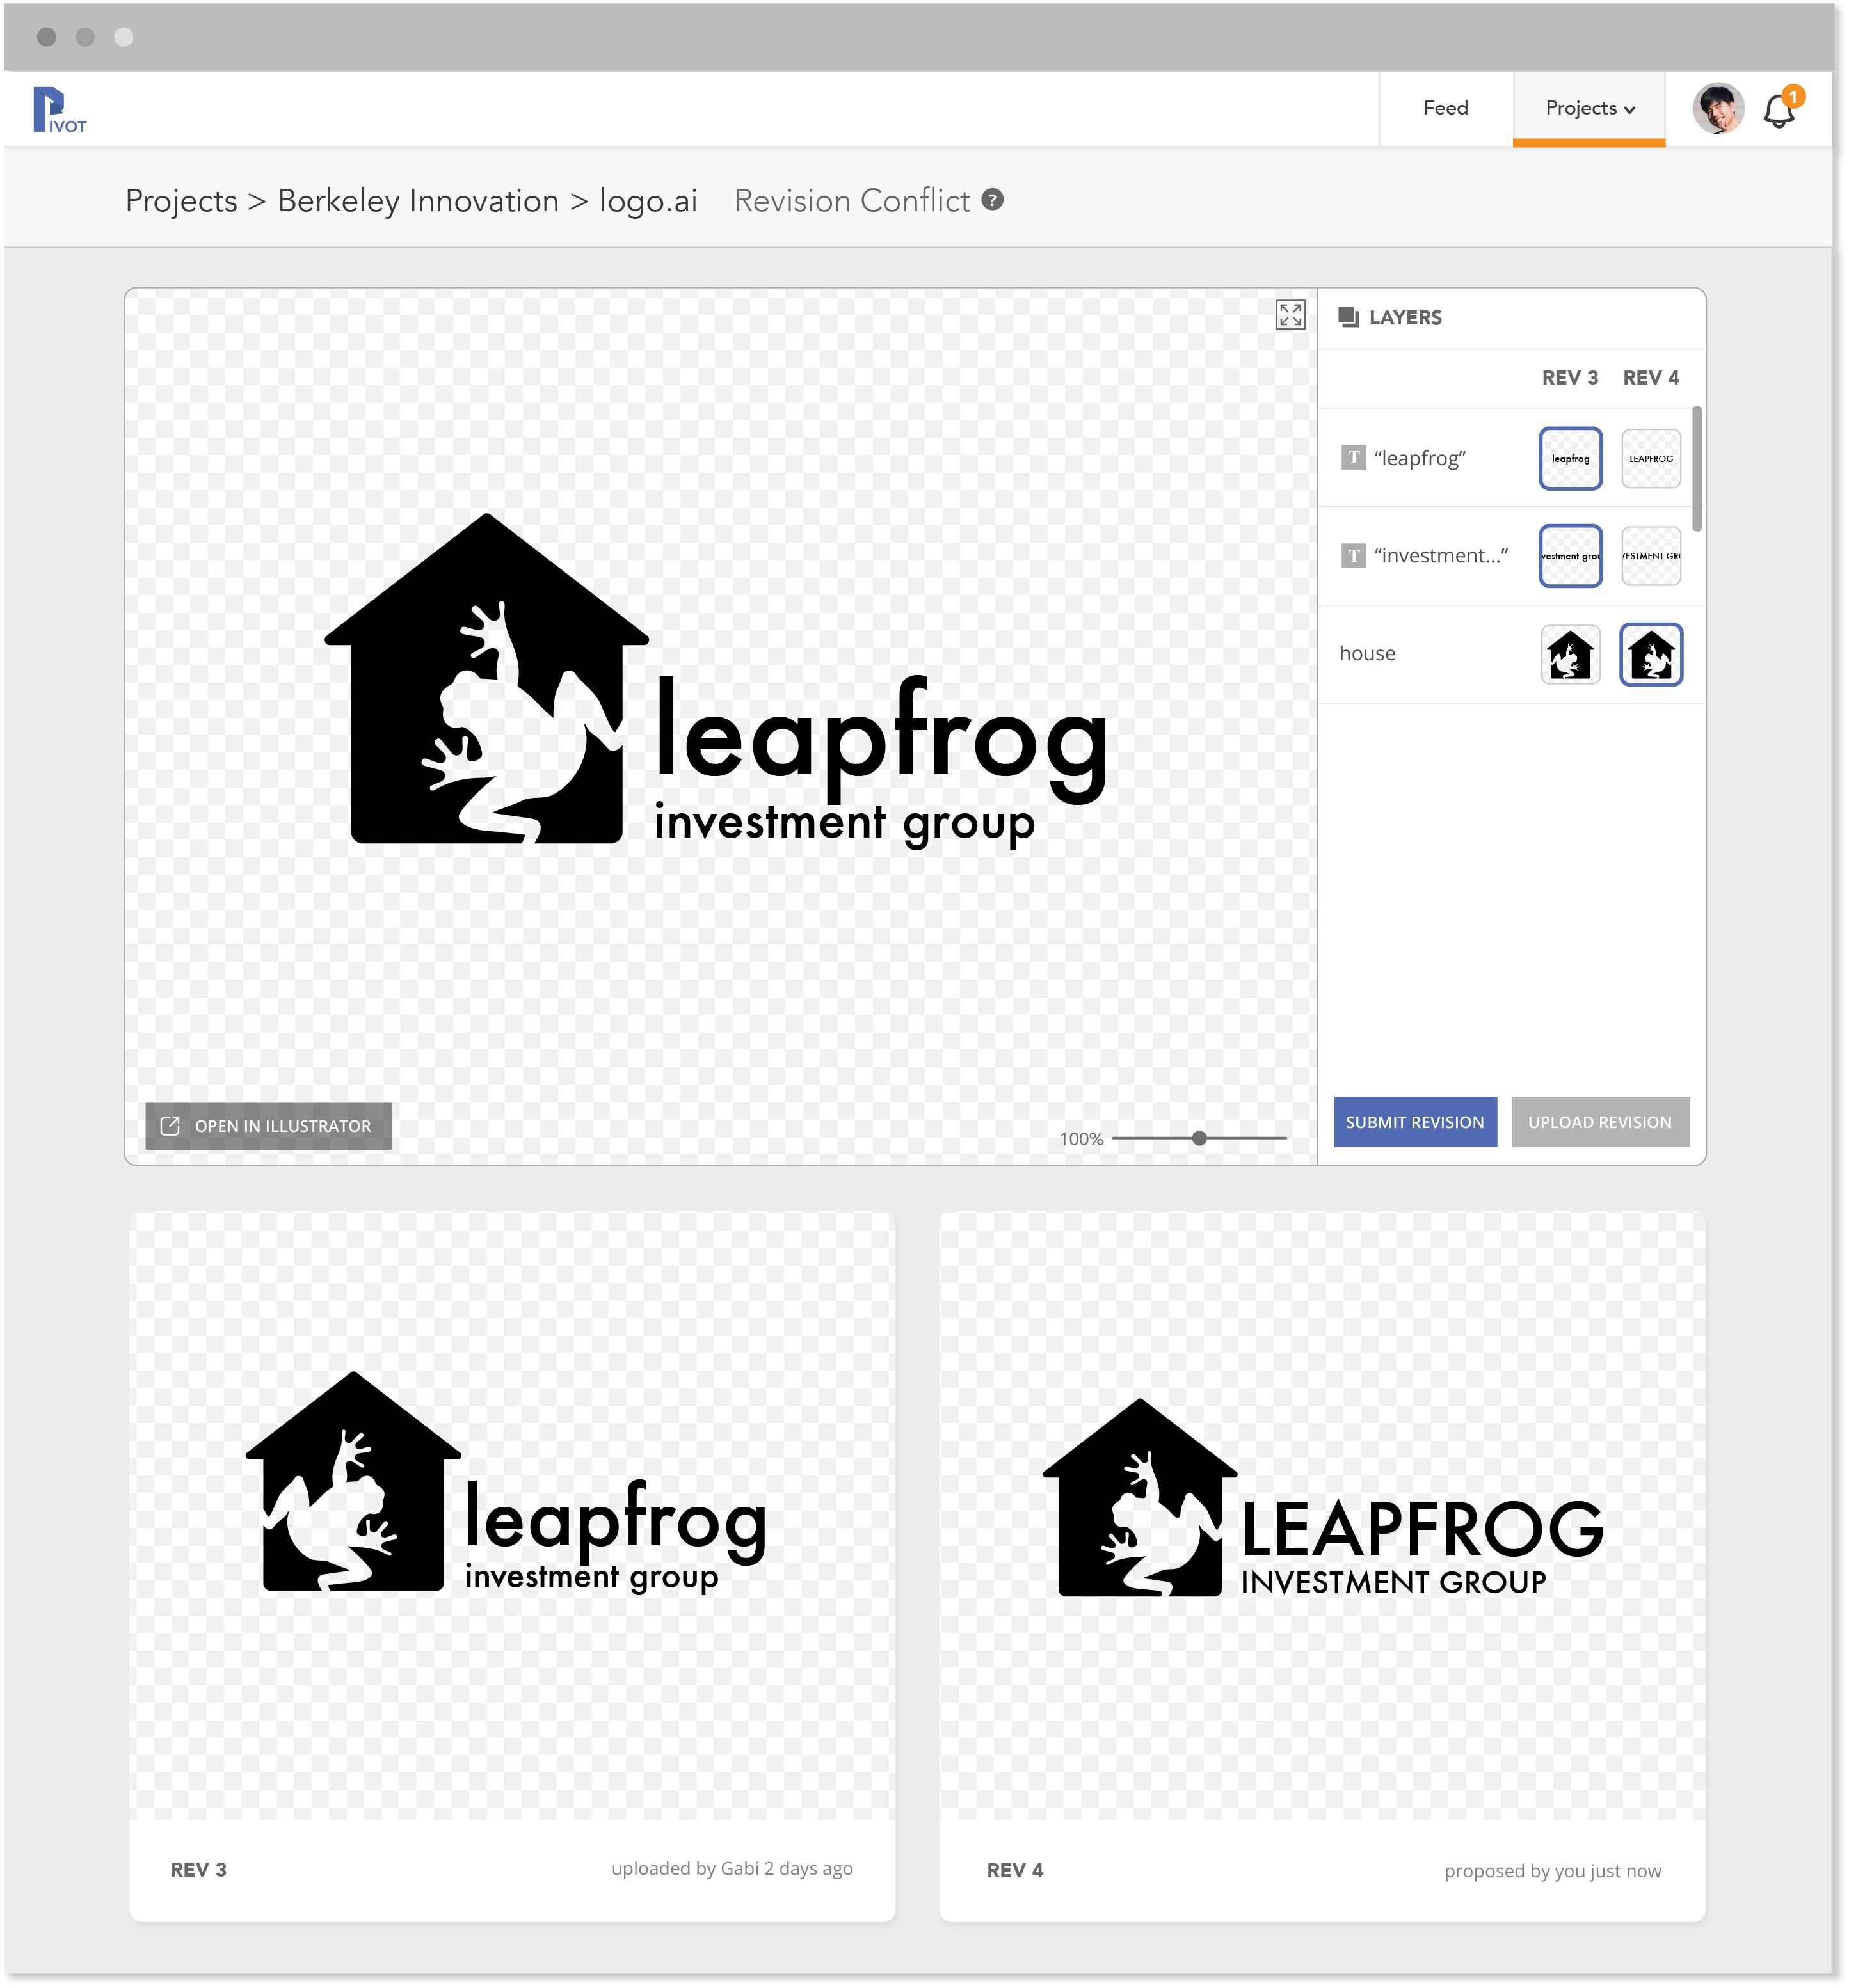 PIVOT
Feed
Projects
1
Projects > Berkeley Innovation > logo.ai Revision Conflict ?
LAYERS
REV 3 REV 4
T “leapfrog” leapfrog LEAPFROG
T “investment...” vestment grou VESTMENT GR
house
leapfrog
investment group
OPEN IN ILLUSTRATOR
100%
SUBMIT REVISION
UPLOAD REVISION
leapfrog
investment group
REV 3 uploaded by Gabi 2 days ago
LEAPFROG
INVESTMENT GROUP
REV 4 proposed by you just now